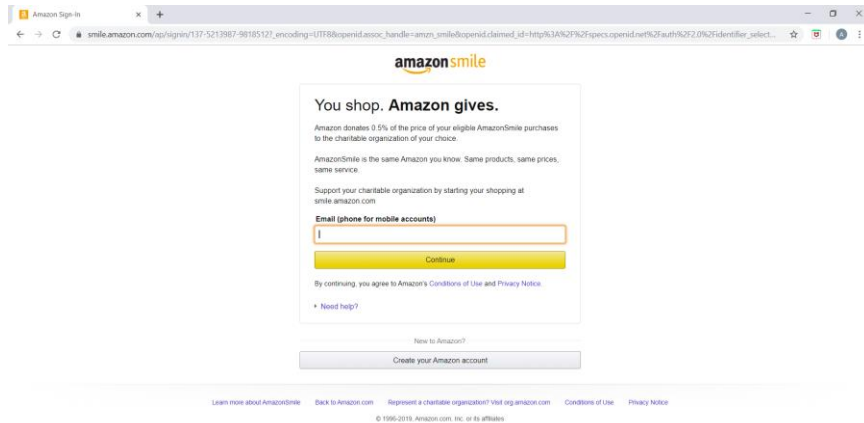 Amazon Sign-In
smile.amazon.com/ap/signin/137-5213987-9818512?_encoding=UTF8&openid.assoc_handle=amzn_smile&openid.claimed_id=http%3A%2F%2Fspecs.openid.net%2Fauth%2F2.0%2Fidentifier_select...
A
amazonsmile
You shop. Amazon gives.
Amazon donates 0.5% of the price of your eligible AmazonSmile purchases
to the charitable organization of your choice.
AmazonSmile is the same Amazon you know. Same products, same prices,
same service.
Support your charitable organization by starting your shopping at
smile.amazon.com
Email (phone for mobile accounts)
Continue
By continuing, you agree to Amazon's Conditions of Use and Privacy Notice.
Need help?
New to Amazon?
Create your Amazon account
Learn more about AmazonSmile Back to Amazon.com Represent a charitable organization? Visit org.amazon.com Conditions of Use Privacy Notice
© 1996-2019, Amazon.com, Inc. or its affiliates